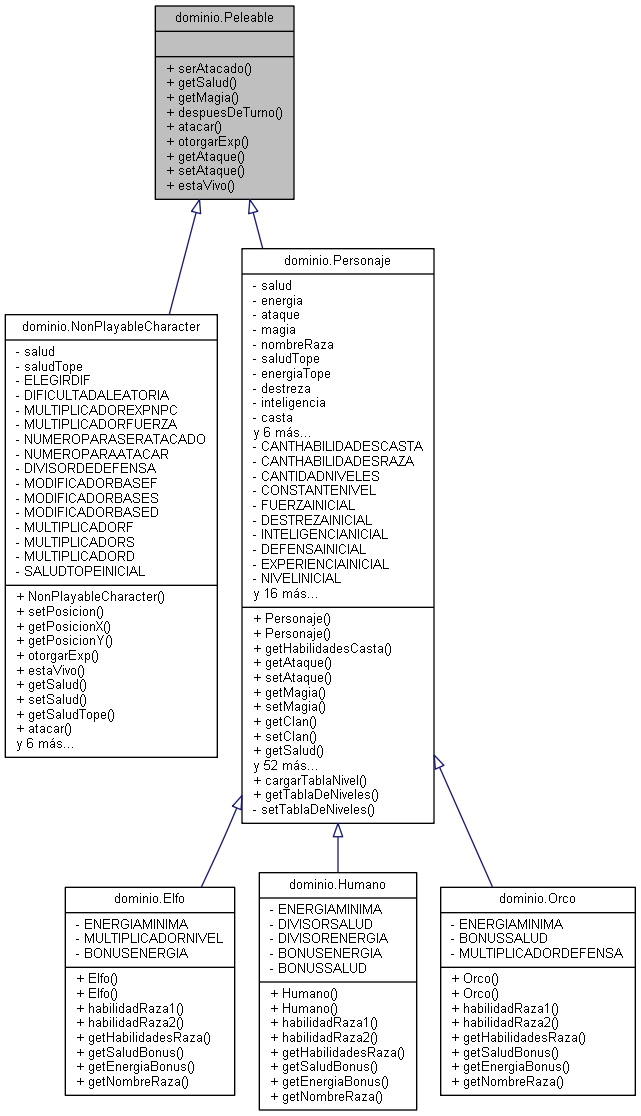 dominio.Peleable
+ serAtacado()
+ getSalud()
+ getMagia()
+ despuesDeTurno()
+ atacar()
+ otorgarExp()
+ getAtaque()
+ setAtaque()
+ estaVivo()
dominio.NonPlayableCharacter
- salud
- saludTope
- ELEGIRDIF
- DIFICULTADALEATORIA
- MULTIPLICADOREXPNPC
- MULTIPLICADORFUERZA
- NUMEROPARASERATACADO
- NUMEROPARAATACAR
- DIVISORDEDEFENSA
- MODIFICADORBASEF
- MODIFICADORBASES
- MODIFICADORBASED
- MULTIPLICADORF
- MULTIPLICADORS
- MULTIPLICADORD
- SALUDTOPEINICIAL
+ NonPlayableCharacter()
+ setPosicion()
+ getPosicionX()
+ getPosicionY()
+ otorgarExp()
+ estaVivo()
+ getSalud()
+ setSalud()
+ getSaludTope()
+ atacar()
y 6 más...
dominio.Personaje
- salud
- energia
- ataque
- magia
- nombreRaza
- saludTope
- energiaTope
- destreza
- inteligencia
- casta
y 6 más...
- CANTHABILIDADESCASTA
- CANTHABILIDADESRAZA
- CANTIDADNIVELES
- CONSTANTENIVEL
- FUERZAINICIAL
- DESTREZAINICIAL
- INTELIGENCIANICIAL
- DEFENSAINICIAL
- EXPERIENCIAINICIAL
- NIVELINICIAL
y 16 más...
+ Personaje()
+ Personaje()
+ getHabilidadesCasta()
+ getAtaque()
+ setAtaque()
+ getMagia()
+ setMagia()
+ getClan()
+ setClan()
+ getSalud()
y 52 más...
+ cargarTablaNivel()
+ getTablaDeNiveles()
- setTablaDeNiveles()
dominio.Elfo
- ENERGIAMINIMA
- MULTIPLICADORNIVEL
- BONUSENERGIA
+ Elfo()
+ Elfo()
+ habilidadRaza1()
+ habilidadRaza2()
+ getHabilidadesRaza()
+ getSaludBonus()
+ getEnergiaBonus()
+ getNombreRaza()
dominio.Humano
- ENERGIAMINIMA
- DIVISORSALUD
- DIVISORENERGIA
- BONUSENERGIA
- BONUSSALUD
+ Humano()
+ Humano()
+ habilidadRaza1()
+ habilidadRaza2()
+ getHabilidadesRaza()
+ getSaludBonus()
+ getEnergiaBonus()
+ getNombreRaza()
dominio.Orco
- ENERGIAMINIMA
- BONUSSALUD
- MULTIPLICADORDEFENSA
+ Orco()
+ Orco()
+ habilidadRaza1()
+ habilidadRaza2()
+ getHabilidadesRaza()
+ getSaludBonus()
+ getEnergiaBonus()
+ getNombreRaza()